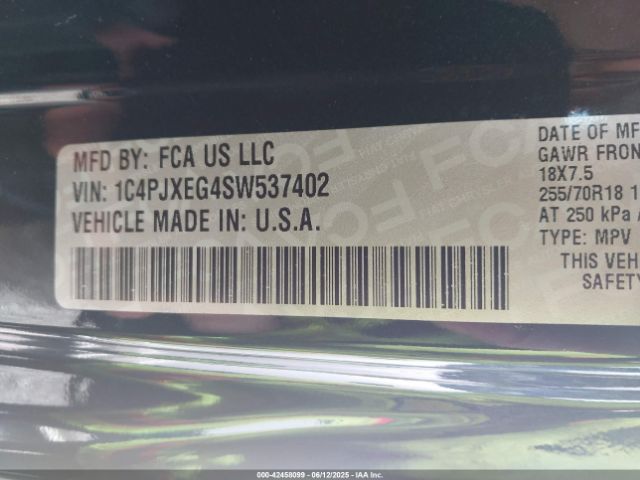 MFD BY: FCA US LLC
VIN: 1C4PJXEG4SW537402
VEHICLE MADE IN: U.S.A.
DATE OF MF
GAWR FRON
18X7.5
255/70R18 1
AT 250 kPa
TYPE: MPV
THIS VEH
SAFETY
000-42458099 - 06/12/2025 - IAA Inc.